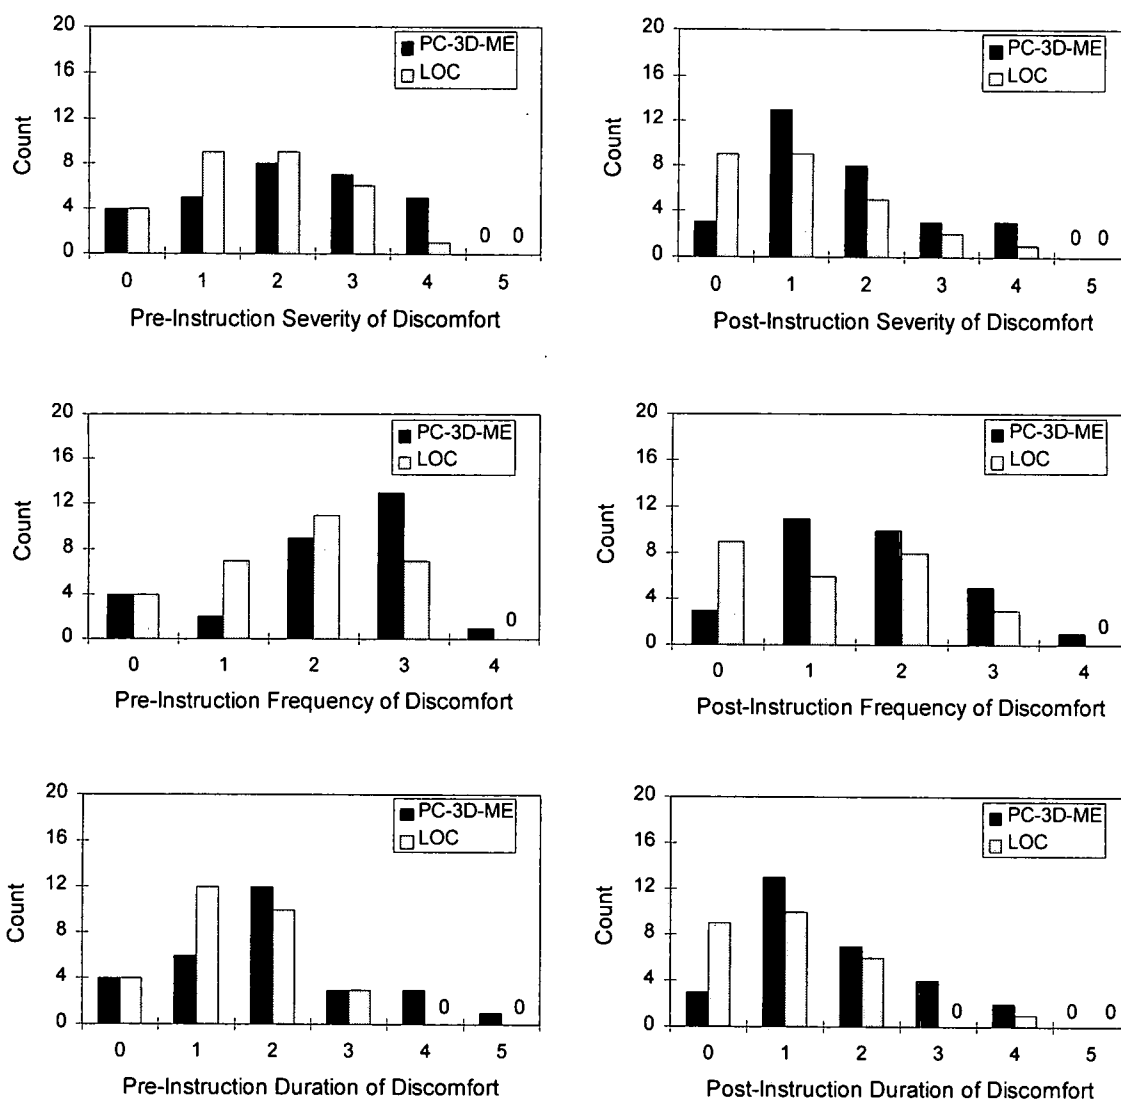 20
16
12
8
4
0
Count
PC-3D-ME
LOC
0 0
0 1 2 3 4 5
Pre-Instruction Severity of Discomfort
20
16
12
8
4
0
Count
PC-3D-ME
LOC
0 0
0 1 2 3 4 5
Post-Instruction Severity of Discomfort
20
16
12
8
4
0
Count
PC-3D-ME
LOC
0
0 1 2 3 4
Pre-Instruction Frequency of Discomfort
20
16
12
8
4
0
Count
PC-3D-ME
LOC
0
0 1 2 3 4
Post-Instruction Frequency of Discomfort
20
16
12
8
4
0
Count
PC-3D-ME
LOC
0 0
0 1 2 3 4 5
Pre-Instruction Duration of Discomfort
20
16
12
8
4
0
Count
PC-3D-ME
LOC
0 0 0
0 1 2 3 4 5
Post-Instruction Duration of Discomfort